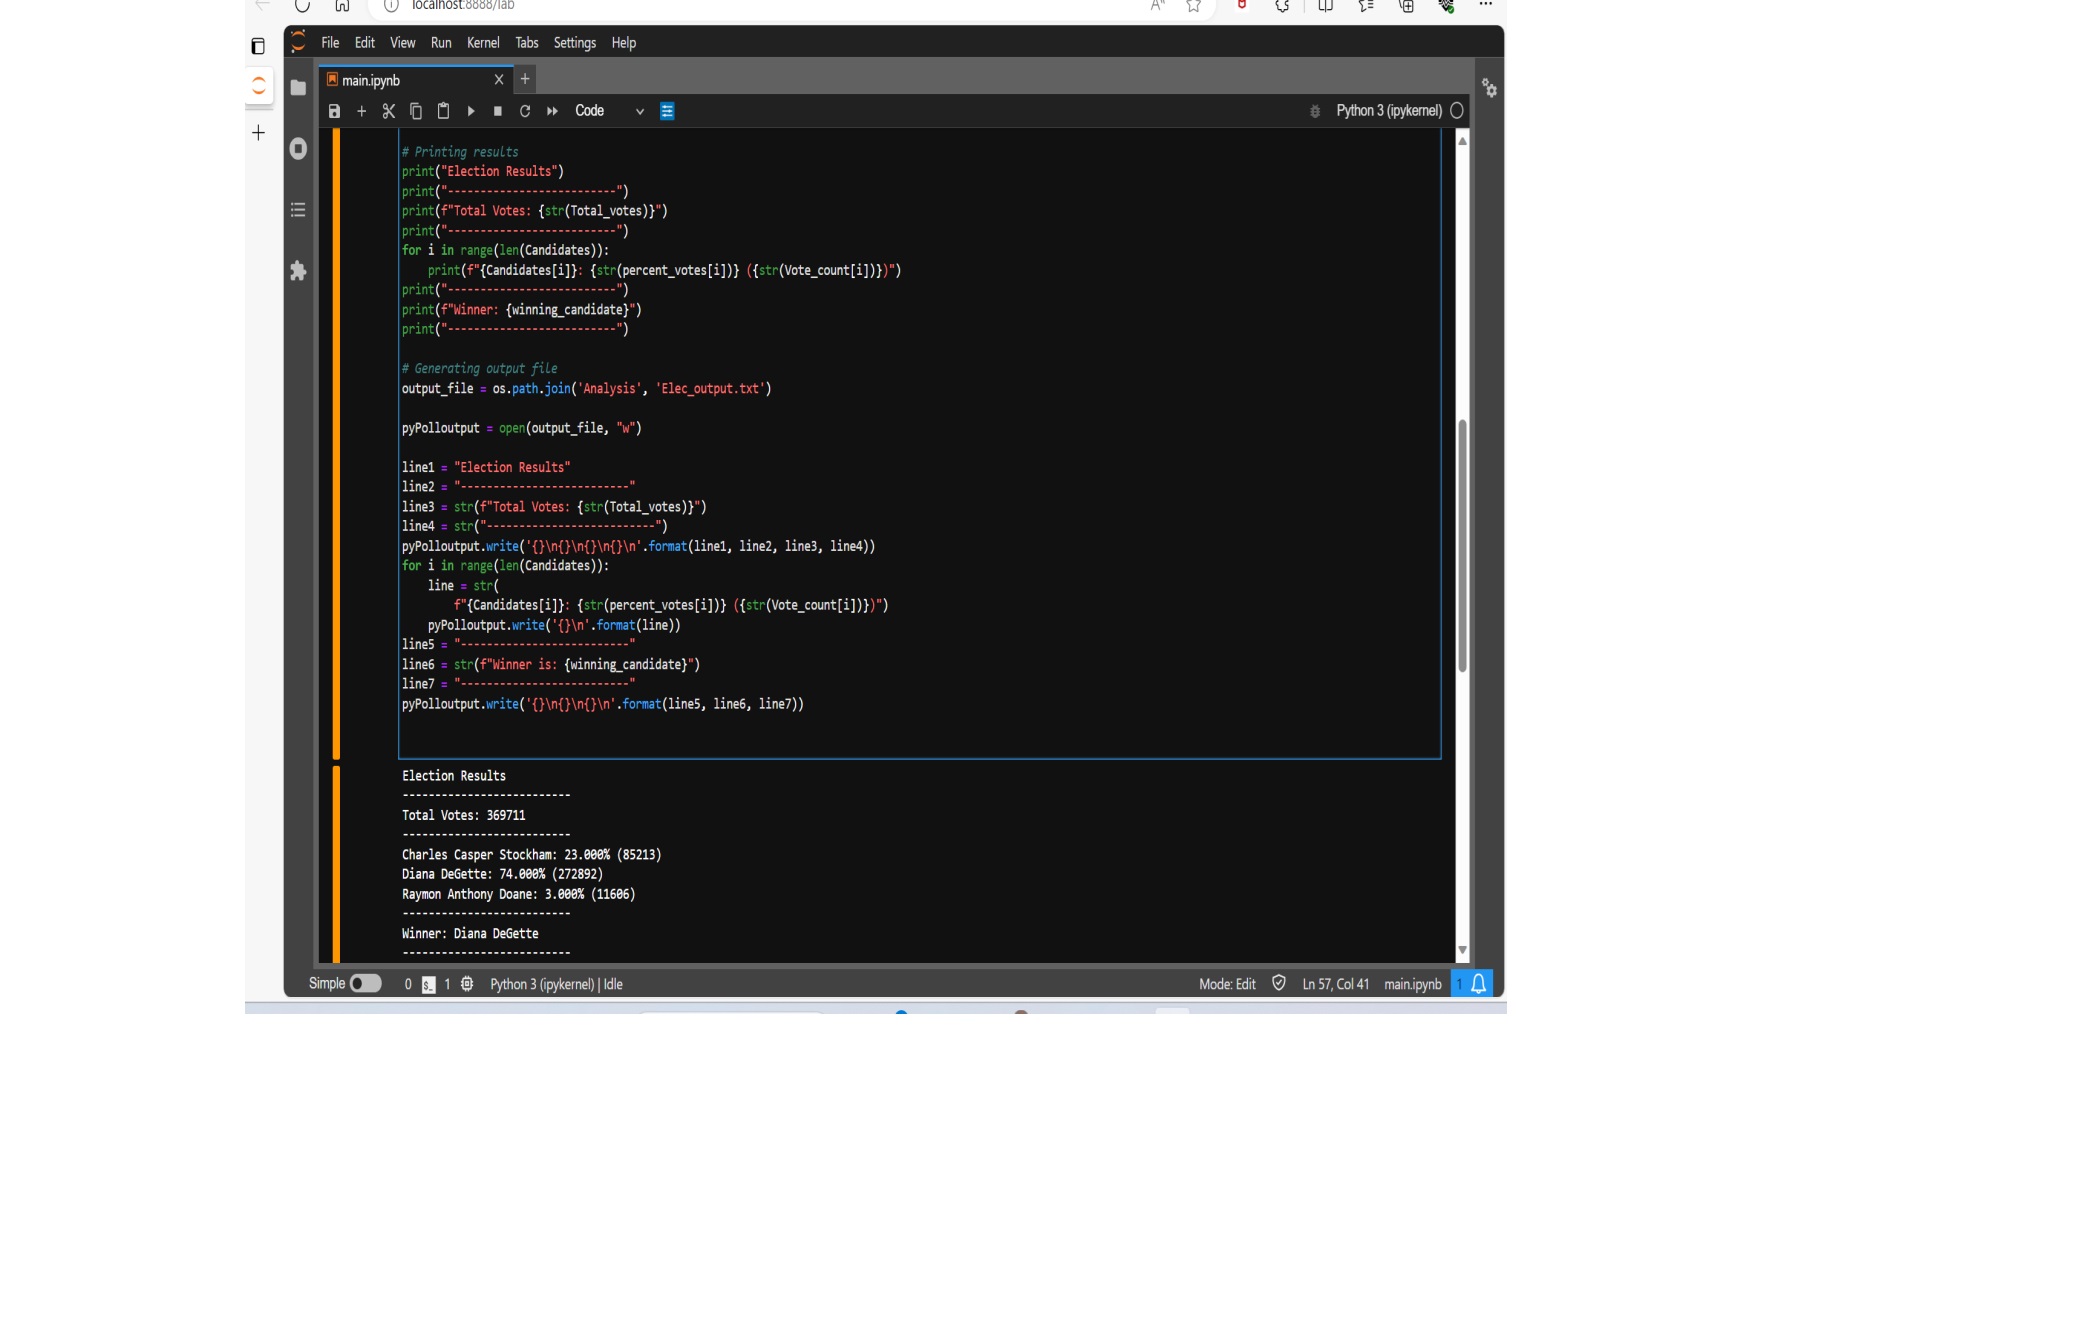 localhost:8888/lab
File Edit View Run Kernel Tabs Settings Help
main.ipynb X +
Code
Python 3 (ipykernel)
# Printing results
print("Election Results")
print("--------------------------")
print(f"Total Votes: {str(Total_votes)}")
print("--------------------------")
for i in range(len(Candidates)):
    print(f"{Candidates[i]}: {str(percent_votes[i])} ({str(Vote_count[i])})")
print("--------------------------")
print(f"Winner: {winning_candidate}")
print("--------------------------")
# Generating output file
output_file = os.path.join('Analysis', 'Elec_output.txt')
pyPolloutput = open(output_file, "w")
line1 = "Election Results"
line2 = "--------------------------"
line3 = str(f"Total Votes: {str(Total_votes)}")
line4 = str("--------------------------")
pyPolloutput.write('{}\n{}\n{}\n{}\n'.format(line1, line2, line3, line4))
for i in range(len(Candidates)):
    line = str(
        f"{Candidates[i]}: {str(percent_votes[i])} ({str(Vote_count[i])})")
    pyPolloutput.write('{}\n'.format(line))
line5 = "--------------------------"
line6 = str(f"Winner is: {winning_candidate}")
line7 = "--------------------------"
pyPolloutput.write('{}\n{}\n{}\n'.format(line5, line6, line7))
Election Results
--------------------------
Total Votes: 369711
--------------------------
Charles Casper Stockham: 23.000% (85213)
Diana DeGette: 74.000% (272892)
Raymon Anthony Doane: 3.000% (11606)
--------------------------
Winner: Diana DeGette
--------------------------
Simple 0 $_ 1 Python 3 (ipykernel) | Idle Mode: Edit Ln 57, Col 41 main.ipynb 1